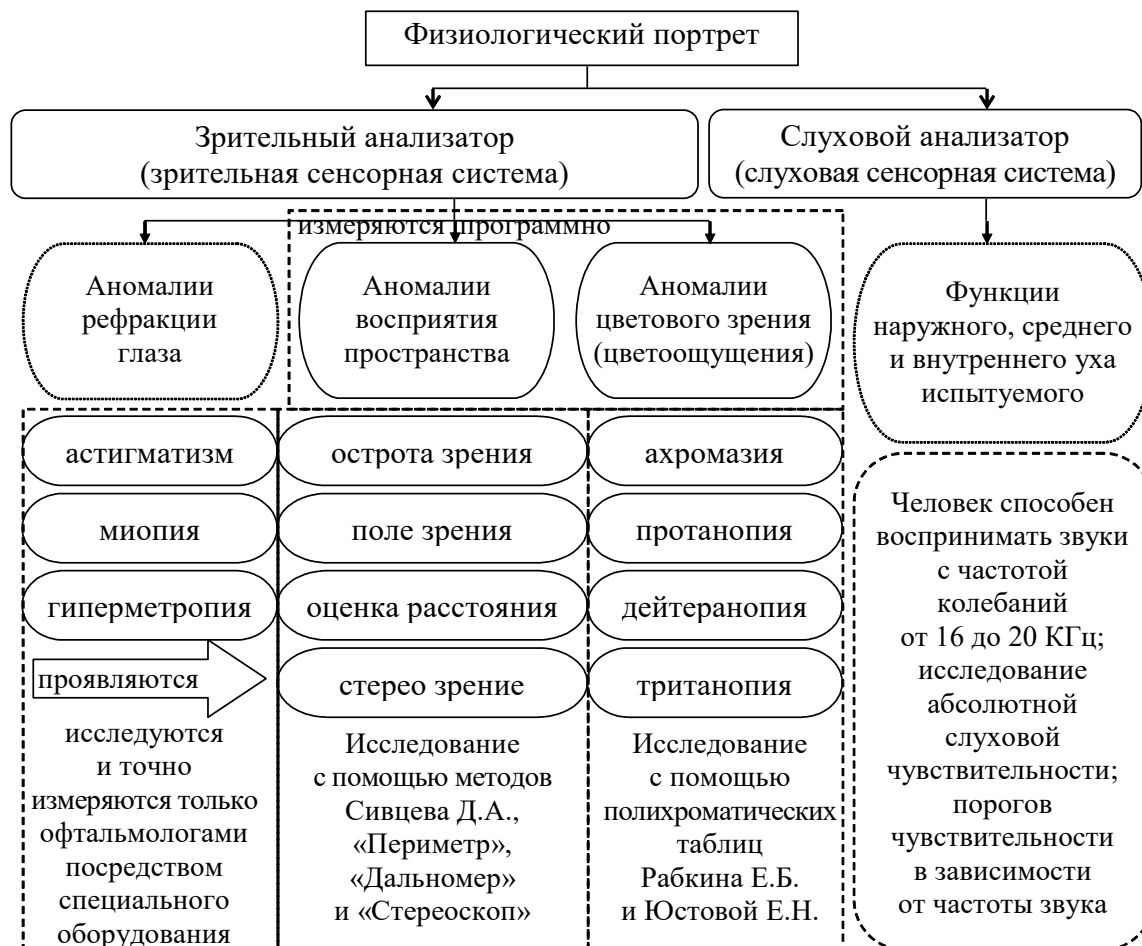 Физиологический портрет
Зрительный анализатор
(зрительная сенсорная система)
Слуховой анализатор
(слуховая сенсорная система)
измеряются программно
Аномалии
рефракции
глаза
Аномалии
восприятия
пространства
Аномалии
цветового зрения
(цветоощущения)
Функции
наружного, среднего
и внутреннего уха
испытуемого
астигматизм
миопия
гиперметропия
проявляются
исследуются
и точно
измеряются только
офтальмологами
посредством
специального
оборудования
острота зрения
поле зрения
оценка расстояния
стерео зрение
Исследование
с помощью методов
Сивцева Д.А.,
«Периметр»,
«Дальномер»
и «Стереоскоп»
ахромазия
протанопия
дейтеранопия
тританопия
Исследование
с помощью
полихроматических
таблиц
Рабкина Е.Б.
и Юстовой Е.Н.
Человек способен
воспринимать звуки
с частотой
колебаний
от 16 до 20 КГц;
исследование
абсолютной
слуховой
чувствительности;
порогов
чувствительности
в зависимости
от частоты звука